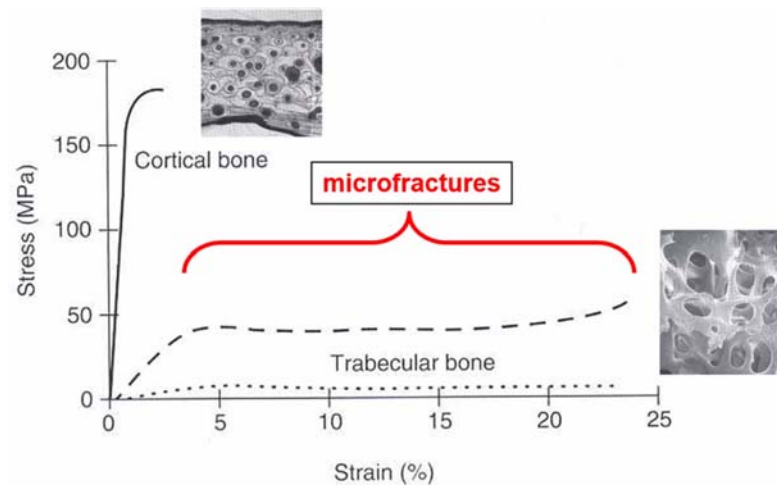 200
150
100
50
0
Stress (MPa)
Cortical bone
microfractures
Trabecular bone
0
5
10
15
20
25
Strain (%)